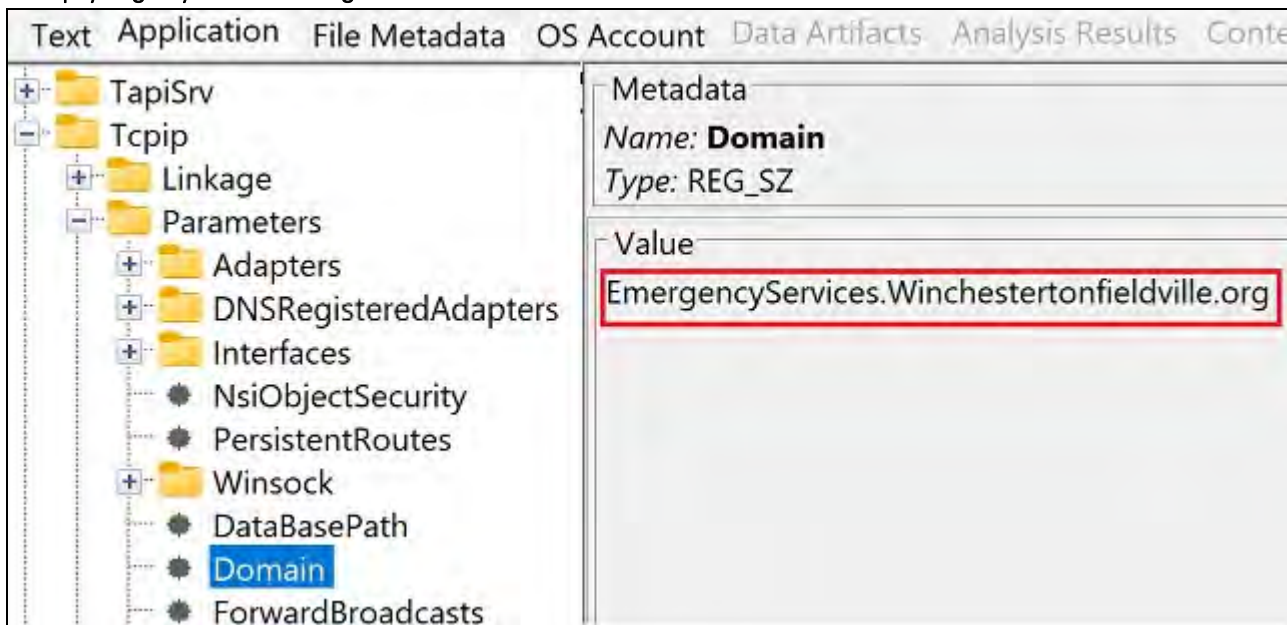 Text Application File Metadata OS Account Data Artifacts Analysis Results Conte
TapiSrv
Tcpip
Linkage
Parameters
Adapters
DNSRegisteredAdapters
Interfaces
NsiObjectSecurity
PersistentRoutes
Winsock
DataBasePath
Domain
ForwardBroadcasts
Metadata
Name: Domain
Type: REG_SZ
Value
EmergencyServices.Winchestertonfieldville.org